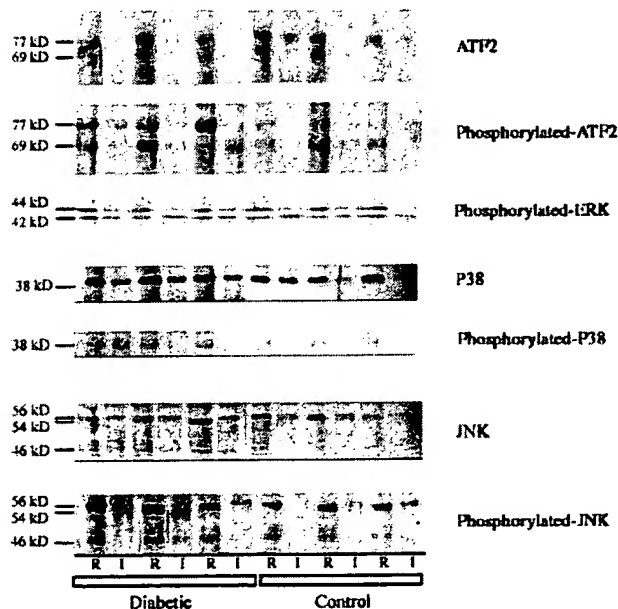 77 kD
69 kD
ATF2
77 kD
69 kD
Phosphorylated-ATF2
44 kD
42 kD
Phosphorylated-ERK
38 kD
P38
38 kD
Phosphorylated-P38
56 kD
54 kD
46 kD
JNK
56 kD
54 kD
46 kD
Phosphorylated-JNK
R I R I R I R I R I R I
Diabetic Control